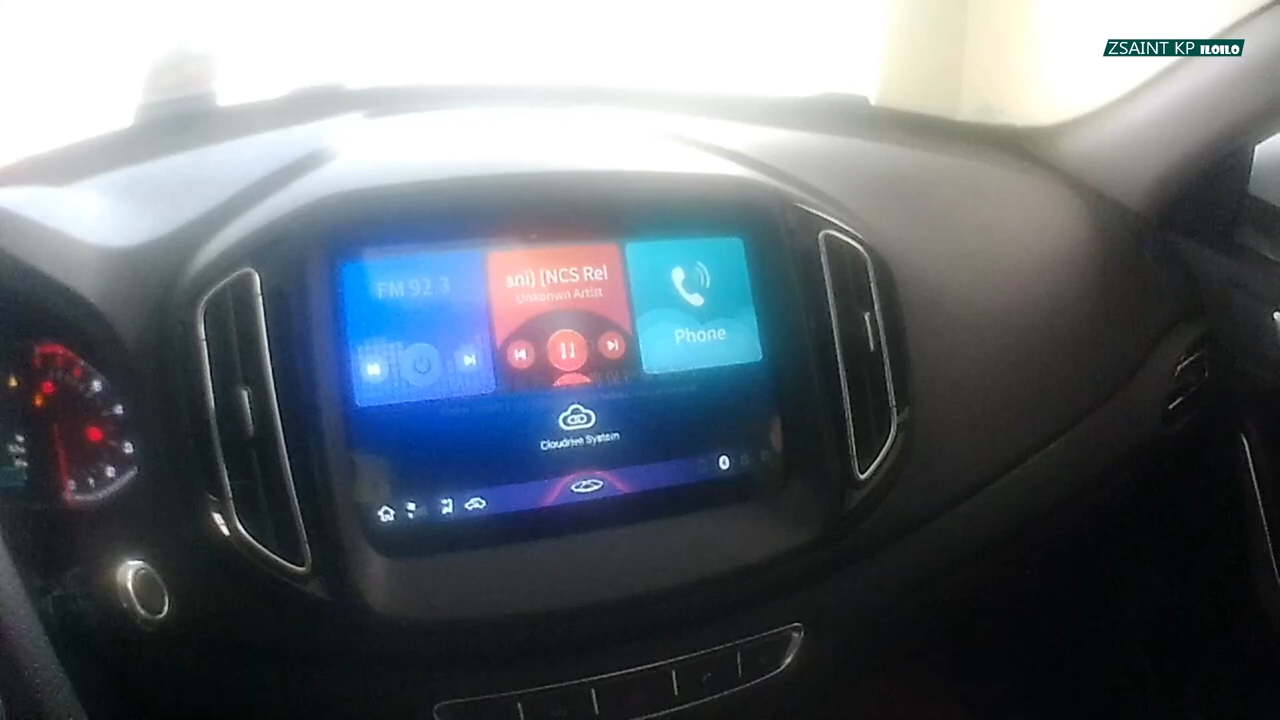 ZSAINT KP ILOILO
FM 92.3
ani) [NCS Rel
Unkonwn Artist
Phone
Cloudrive System